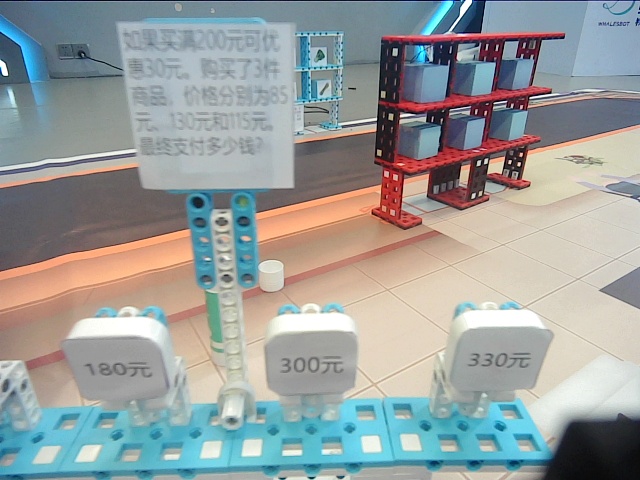 如果买满200元可优
惠30元。购买了3件
商品，价格分别为85
元、130元和115元。
最终支付多少钱？
180元
300元
330元
WHALESBOT